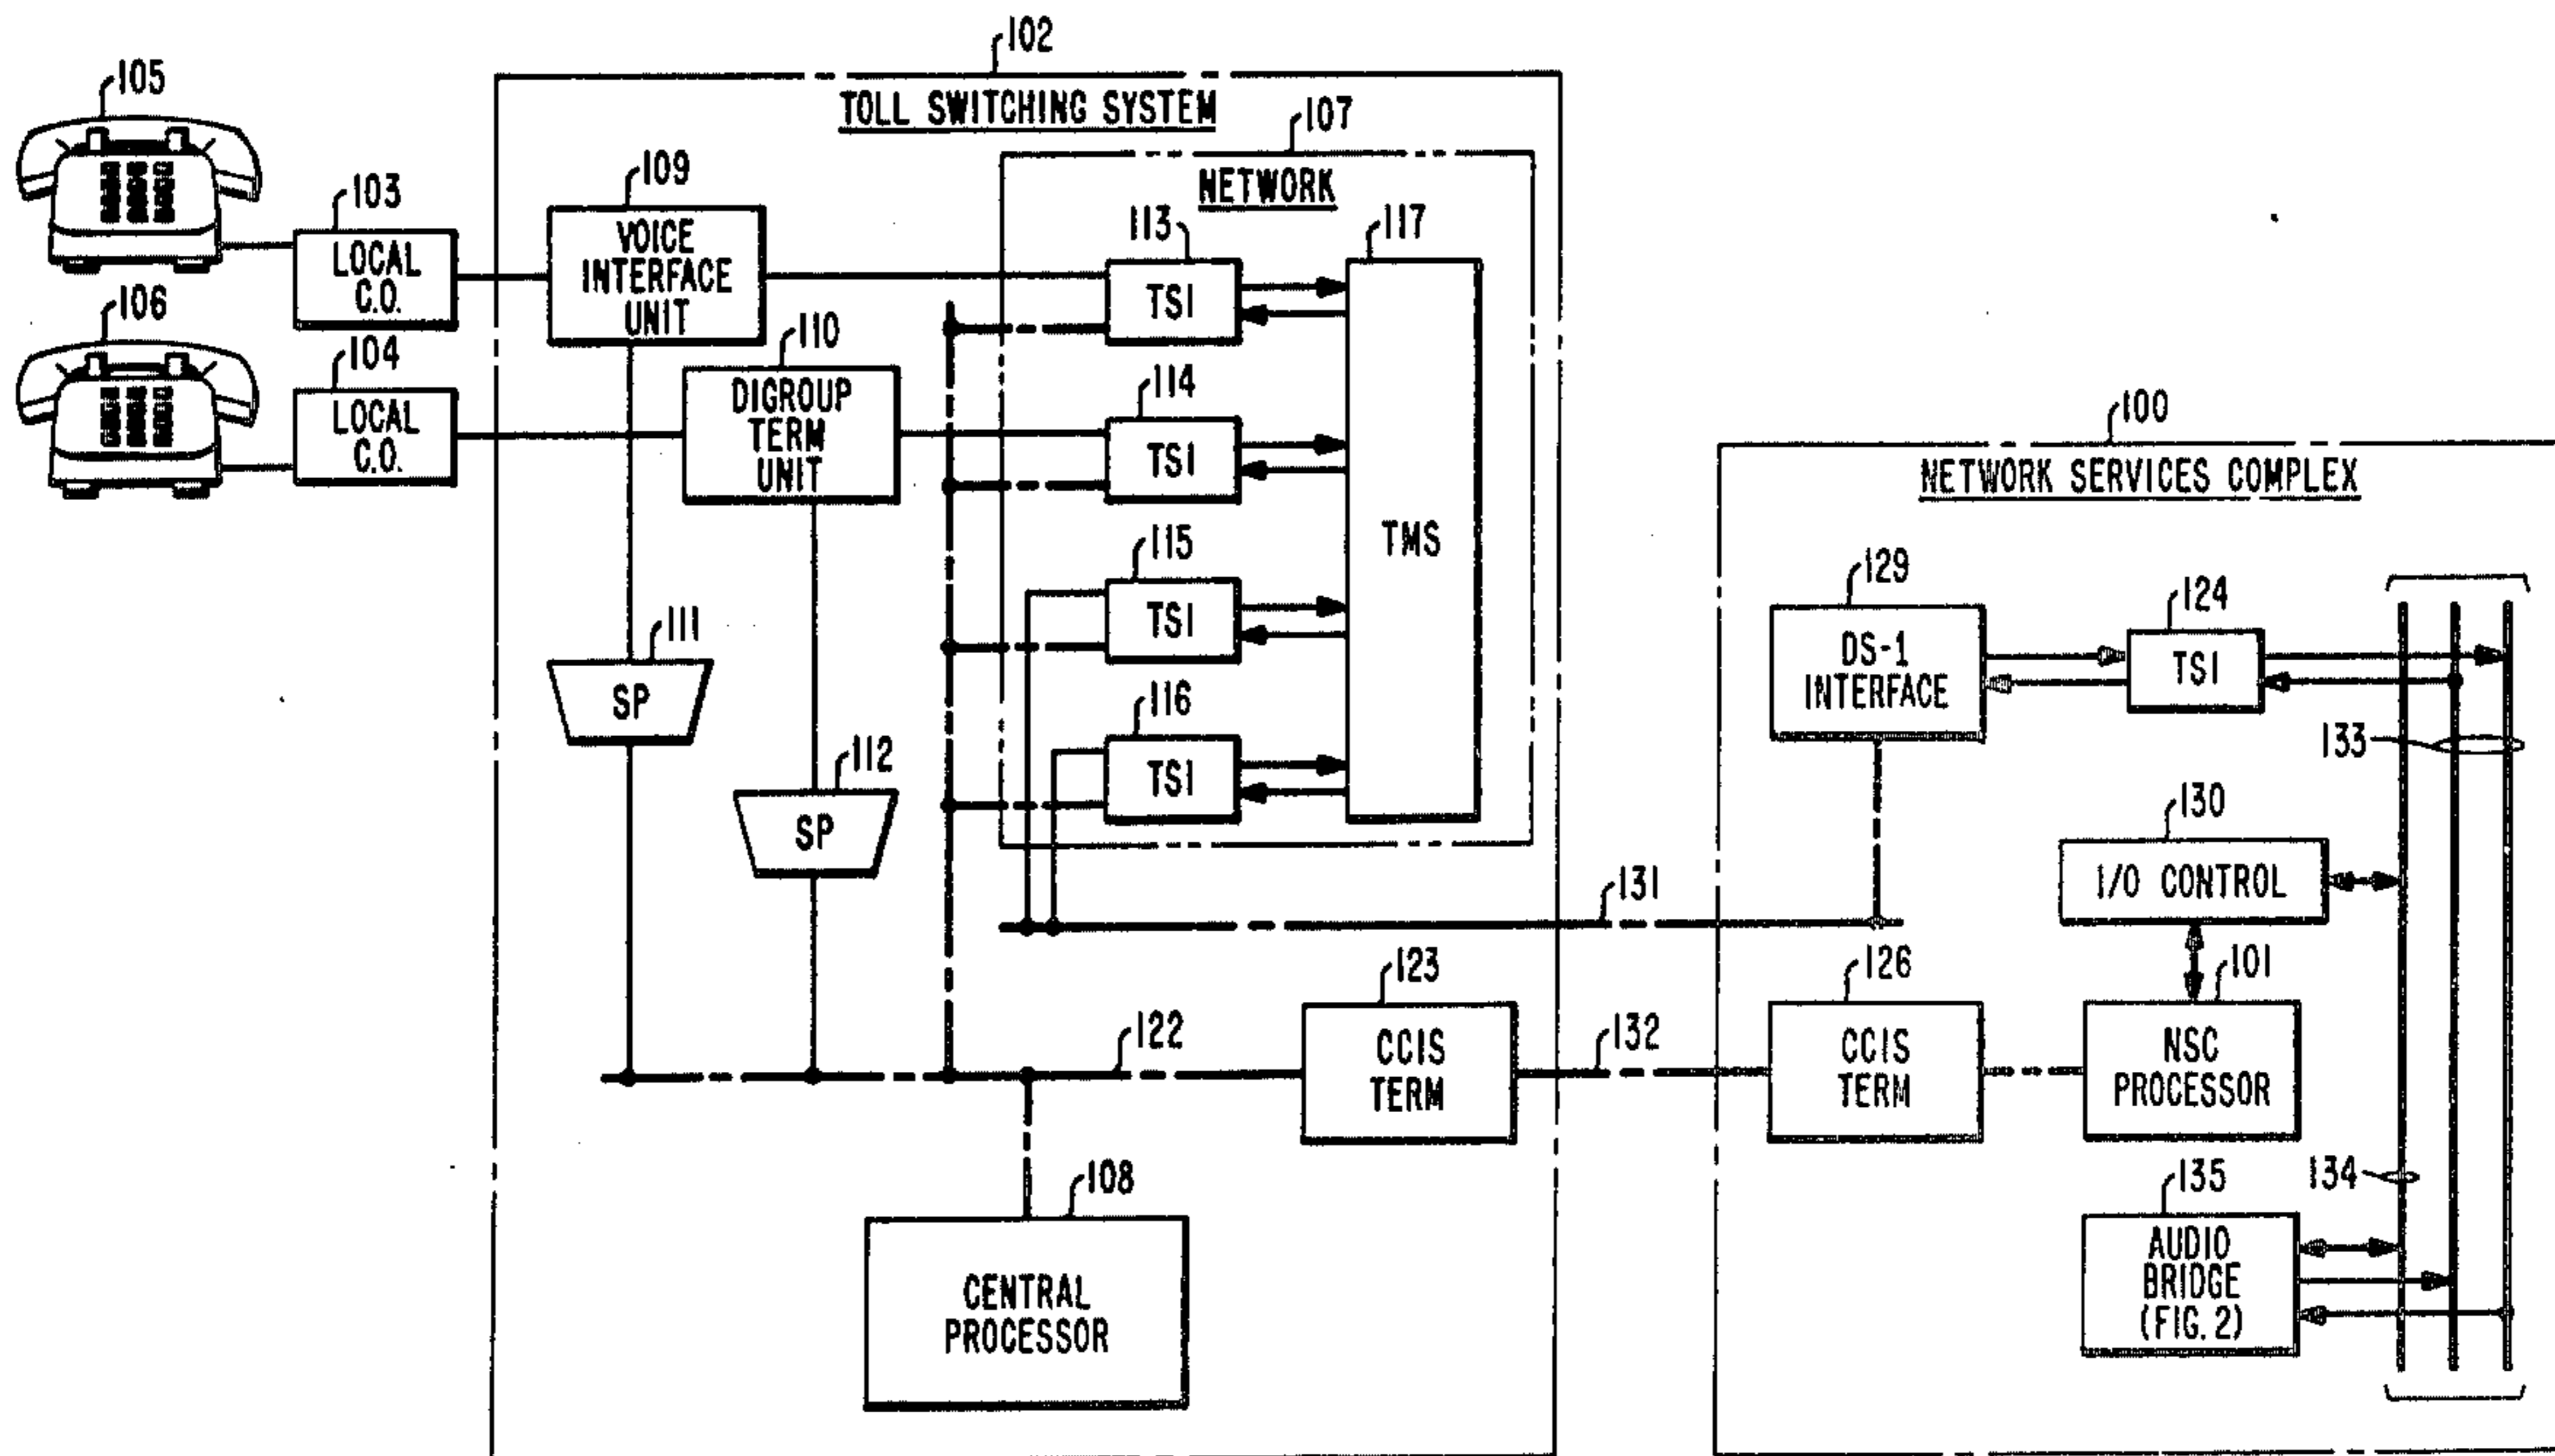 102
TOLL SWITCHING SYSTEM
105
107
NETWORK
103
LOCAL
C.O.
109
VOICE
INTERFACE
UNIT
113
TSI
117
TMS
106
104
LOCAL
C.O.
110
DIGROUP
TERM
UNIT
114
TSI
100
NETWORK SERVICES COMPLEX
115
TSI
129
DS-1
INTERFACE
124
TSI
111
SP
116
TSI
133
112
SP
130
I/O CONTROL
131
123
CCIS
TERM
126
CCIS
TERM
101
NSC
PROCESSOR
122
132
134
108
CENTRAL
PROCESSOR
135
AUDIO
BRIDGE
(FIG. 2)